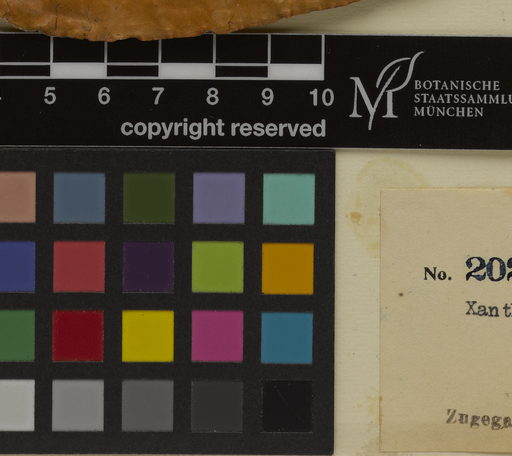 5 6 7 8 9 10
copyright reserved
M
BOTANISCHE
STAATSSAMMLU
MÜNCHEN
No. 202
Xant
Zugega